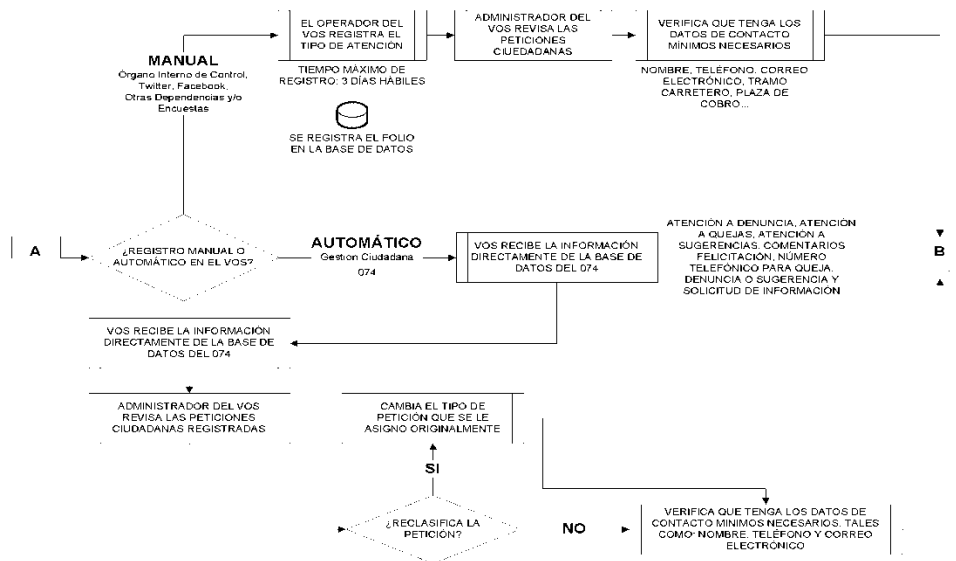 EL OPERADOR DEL
VOS REGISTRA EL
TIPO DE ATENCIÓN
ADMINISTRADOR DEL
VOS REVISA LAS
PETICIONES
CIUEDADANAS
VERIFICA QUE TENGA LOS
DATOS DE CONTACTO
MÍNIMOS NECESARIOS
MANUAL
Órgano Interno de Control,
Twitter, Facebook,
Otras Dependencias y/o
Encuestas
TIEMPO MÁXIMO DE
REGISTRO: 3 DÍAS HÁBILES
NOMBRE, TELÉFONO, CORREO
ELECTRÓNICO, TRAMO
CARRETERO, PLAZA DE
COBRO...
SE REGISTRA EL FOLIO
EN LA BASE DE DATOS
A
¿REGISTRO MANUAL O
AUTOMÁTICO EN EL VOS?
AUTOMÁTICO
Gestion Ciudadana
074
VOS RECIBE LA INFORMACIÓN
DIRECTAMENTE DE LA BASE DE
DATOS DEL 074
ATENCIÓN A DENUNCIA, ATENCIÓN
A QUEJAS, ATENCIÓN A
SUGERENCIAS, COMENTARIOS
FELICITACIÓN, NÚMERO
TELEFÓNICO PARA QUEJA,
DENUNCIA O SUGERENCIA Y
SOLICITUD DE INFORMACIÓN
B
VOS RECIBE LA INFORMACIÓN
DIRECTAMENTE DE LA BASE DE
DATOS DEL 074
ADMINISTRADOR DEL VOS
REVISA LAS PETICIONES
CIUDADANAS REGISTRADAS
CAMBIA EL TIPO DE
PETICIÓN QUE SE LE
ASIGNO ORIGINALMENTE
SI
¿RECLASIFICA LA
PETICIÓN?
NO
VERIFICA QUE TENGA LOS DATOS DE
CONTACTO MINIMOS NECESARIOS, TALES
COMO: NOMBRE, TELÉFONO Y CORREO
ELECTRÓNICO